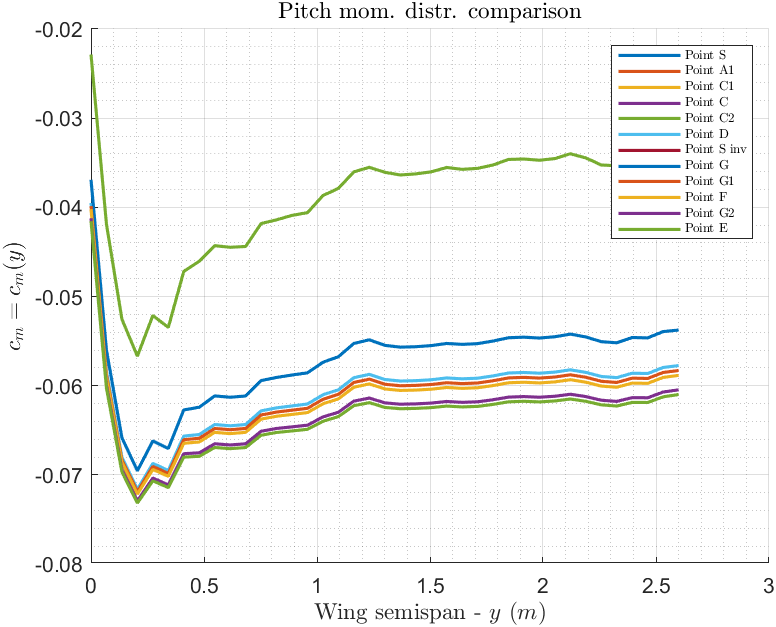 Pitch mom. distr. comparison
-0.02
-0.03
-0.04
-0.05
-0.06
-0.07
-0.08
c_m = c_m(y)
Point S
Point A1
Point C1
Point C
Point C2
Point D
Point S inv
Point G
Point G1
Point F
Point G2
Point E
0 0.5 1 1.5 2 2.5 3
Wing semispan - y (m)